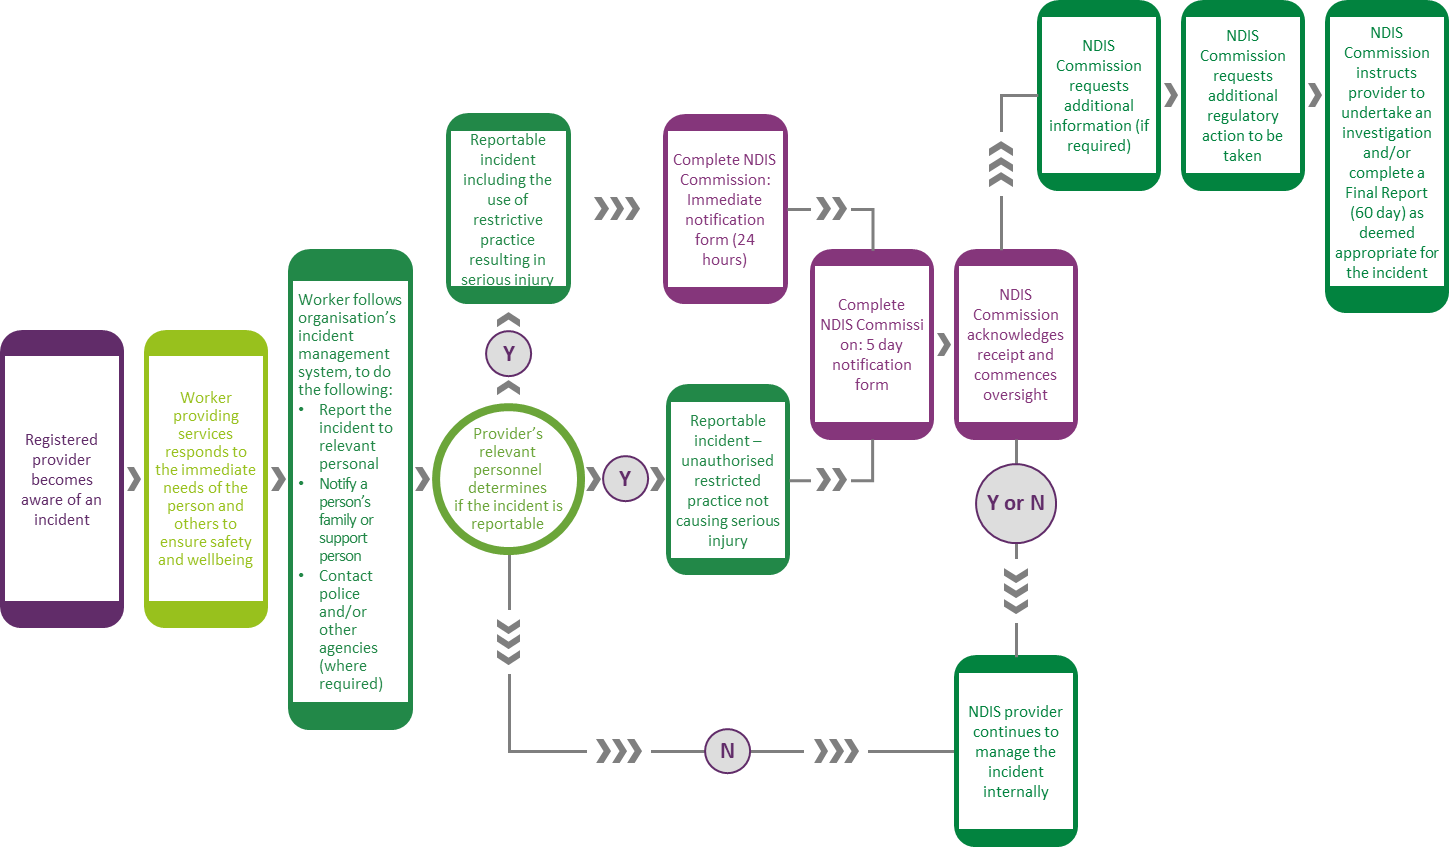 Registered
provider
becomes
aware of an
incident
Worker
providing
services
responds to
the immediate
needs of the
person and
others to
ensure safety
and wellbeing
Worker follows
organisation’s
incident
management
system, to do
the following:
• Report the
incident to
relevant
personal
• Notify a
person’s
family or
support
person
• Contact
police
and/or
other
agencies
(where
required)
Provider’s
relevant
personnel
determines
if the incident is
reportable
Y
Reportable
incident
including the
use of
restrictive
practice
resulting in
serious injury
Complete NDIS
Commission:
Immediate
notification
form (24
hours)
Y
Reportable
incident –
unauthorised
restricted
practice not
causing serious
injury
Complete
NDIS Commissi
on: 5 day
notification
form
NDIS
Commission
acknowledges
receipt and
commences
oversight
NDIS
Commission
requests
additional
information (if
required)
NDIS
Commission
requests
additional
regulatory
action to be
taken
NDIS
Commission
instructs
provider to
undertake an
investigation
and/or
complete a
Final Report
(60 day) as
deemed
appropriate for
the incident
Y or N
N
NDIS provider
continues to
manage the
incident
internally